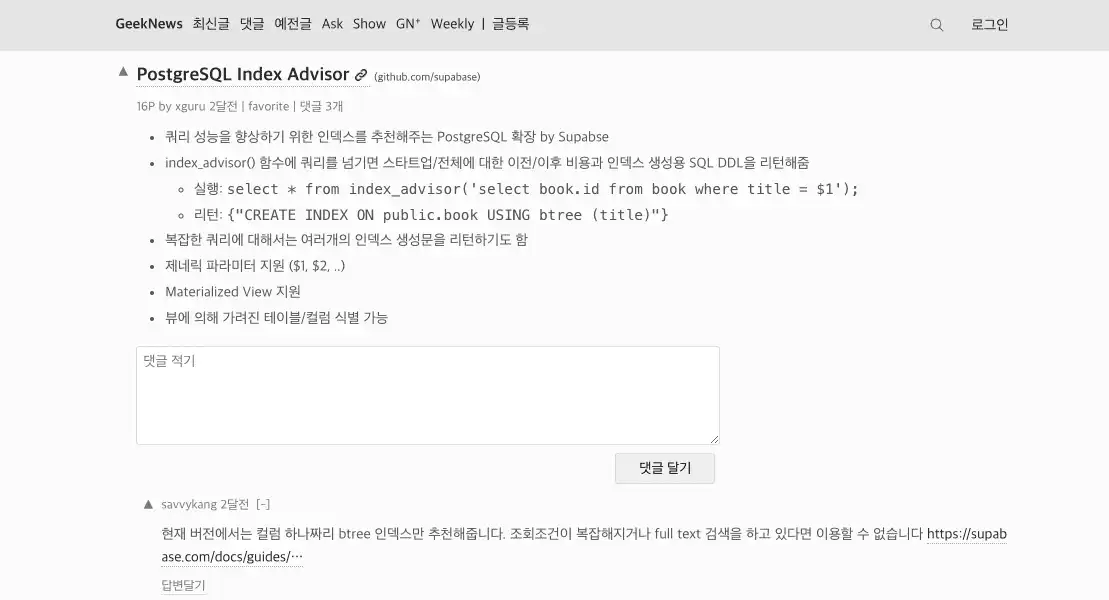 GeekNews 최신글 댓글 예전글 Ask Show GN⁺ Weekly | 글등록 로그인
▲ PostgreSQL Index Advisor (github.com/supabase)
16P by xguru 2달전 | favorite | 댓글 3개
• 쿼리 성능을 향상하기 위한 인덱스를 추천해주는 PostgreSQL 확장 by Supabse
• index_advisor() 함수에 쿼리를 넘기면 스타트업/전체에 대한 이전/이후 비용과 인덱스 생성용 SQL DDL을 리턴해줌
◦ 실행: select * from index_advisor('select book.id from book where title = $1');
◦ 리턴: {"CREATE INDEX ON public.book USING btree (title)"}
• 복잡한 쿼리에 대해서는 여러개의 인덱스 생성문을 리턴하기도 함
• 제네릭 파라미터 지원 ($1, $2, ..)
• Materialized View 지원
• 뷰에 의해 가려진 테이블/컬럼 식별 가능
댓글 적기
댓글 달기
▲ savvykang 2달전 [-]
현재 버전에서는 컬럼 하나짜리 btree 인덱스만 추천해줍니다. 조회조건이 복잡해지거나 full text 검색을 하고 있다면 이용할 수 없습니다 https://supab
ase.com/docs/guides/…
답변달기